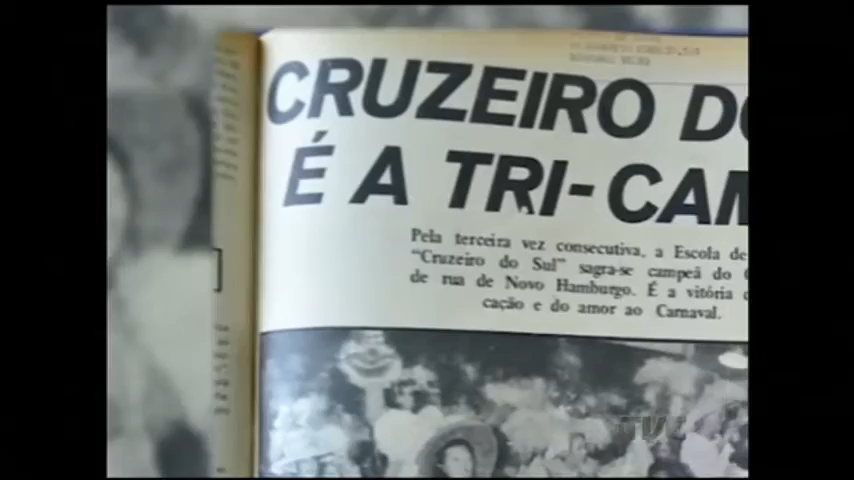 CRUZEIRO DO
É A TRI-CAM
Pela terceira vez consecutiva, a Escola de
"Cruzeiro do Sul" sagra-se campeã do
de rua de Novo Hamburgo. É a vitória
cação e do amor ao Carnaval.